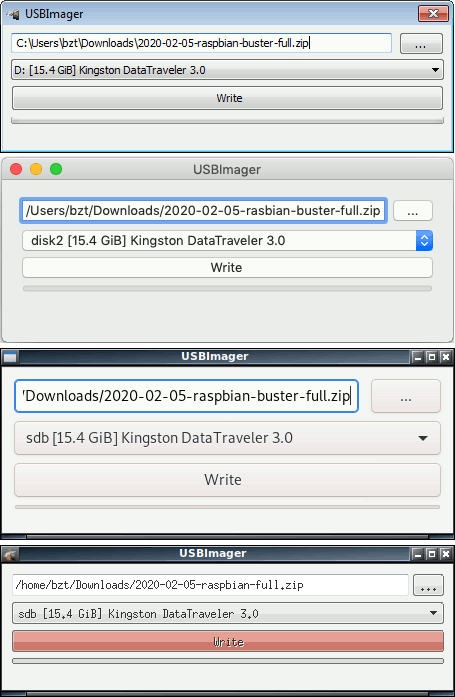 USBImager
C:\Users\bzt\Downloads\2020-02-05-raspbian-buster-full.zip
...
D: [15.4 GiB] Kingston DataTraveler 3.0
Write
USBImager
/Users/bzt/Downloads/2020-02-05-rasbian-buster-full.zip
...
disk2 [15.4 GiB] Kingston DataTraveler 3.0
Write
USBImager
'Downloads/2020-02-05-raspbian-buster-full.zip
...
sdb [15.4 GiB] Kingston DataTraveler 3.0
Write
USBImager
/home/bzt/Downloads/2020-02-05-raspbian-full.zip
...
sdb [15.4 GiB] Kingston DataTraveler 3.0
Write